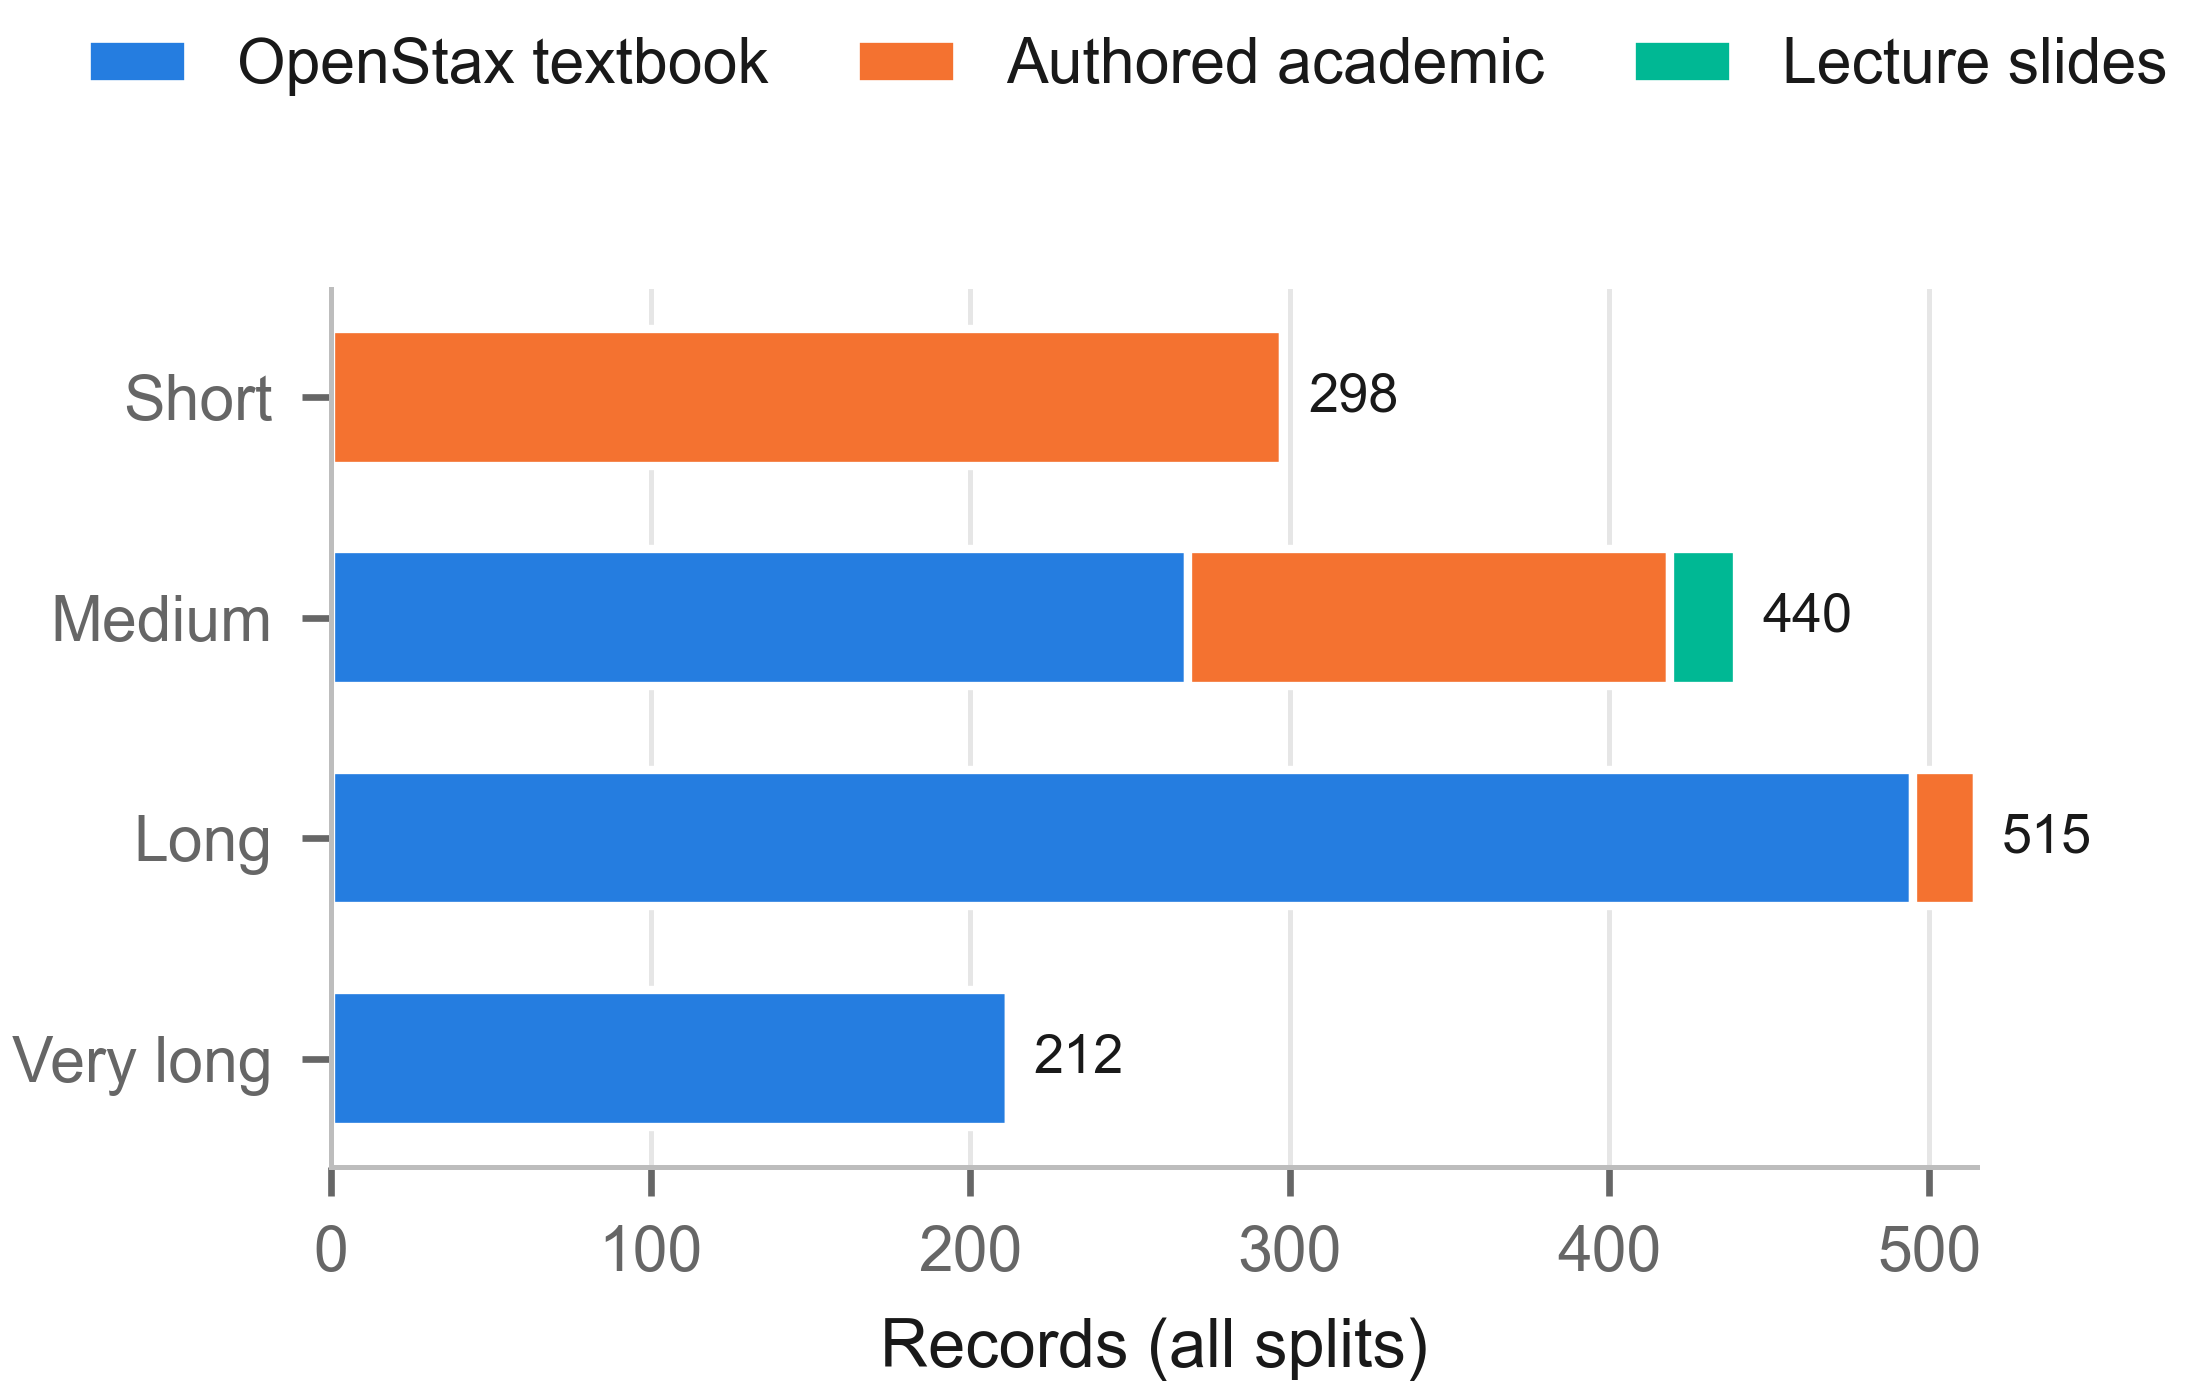 OpenStax textbook Authored academic Lecture slides
Short 298
Medium 440
Long 515
Very long 212
0 100 200 300 400 500
Records (all splits)